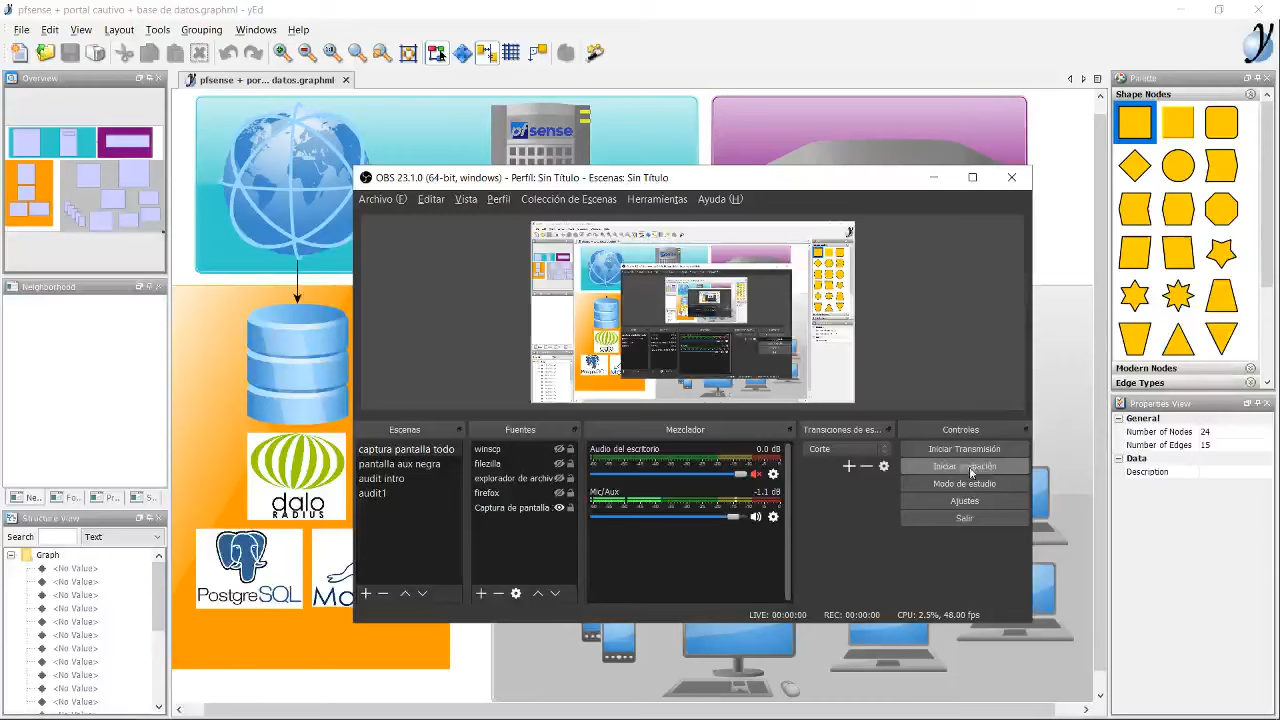 pfsense + portal cautivo + base de datos.graphml - yEd
File Edit View Layout Tools Grouping Windows Help
Overview
pfsense + por... datos.graphml
Palette
Shape Nodes
pfsense
OBS 23.1.0 (64-bit, windows) - Perfil: Sin Título - Escenas: Sin Título
Archivo (F) Editar Vista Perfil Colección de Escenas Herramientas Ayuda (H)
Neighborhood
Modern Nodes
Edge Types
Properties View
General
Number of Nodes 24
Number of Edges 15
Data
Description
Escenas
captura pantalla todo
pantalla aux negra
audit intro
audit1
Fuentes
winscp
filezilla
explorador de archiv
firefox
Captura de pantalla
Mezclador
Audio del escritorio 0.0 dB
Mic/Aux -1.1 dB
Transiciones de es...
Corte
Controles
Iniciar Transmisión
Iniciar
Modo de estudio
Ajustes
Salir
LIVE: 00:00:00 REC: 00:00:00 CPU: 2.5%, 48.00 fps
dalo
RADIUS
PostgreSQL
Ne... Fo... Pr... S...
Structure View
Search Text
Graph
<No Value>
<No Value>
<No Value>
<No Value>
<No Value>
<No Value>
<No Value>
<No Value>
<No Value>
<No Value>
<No Value>